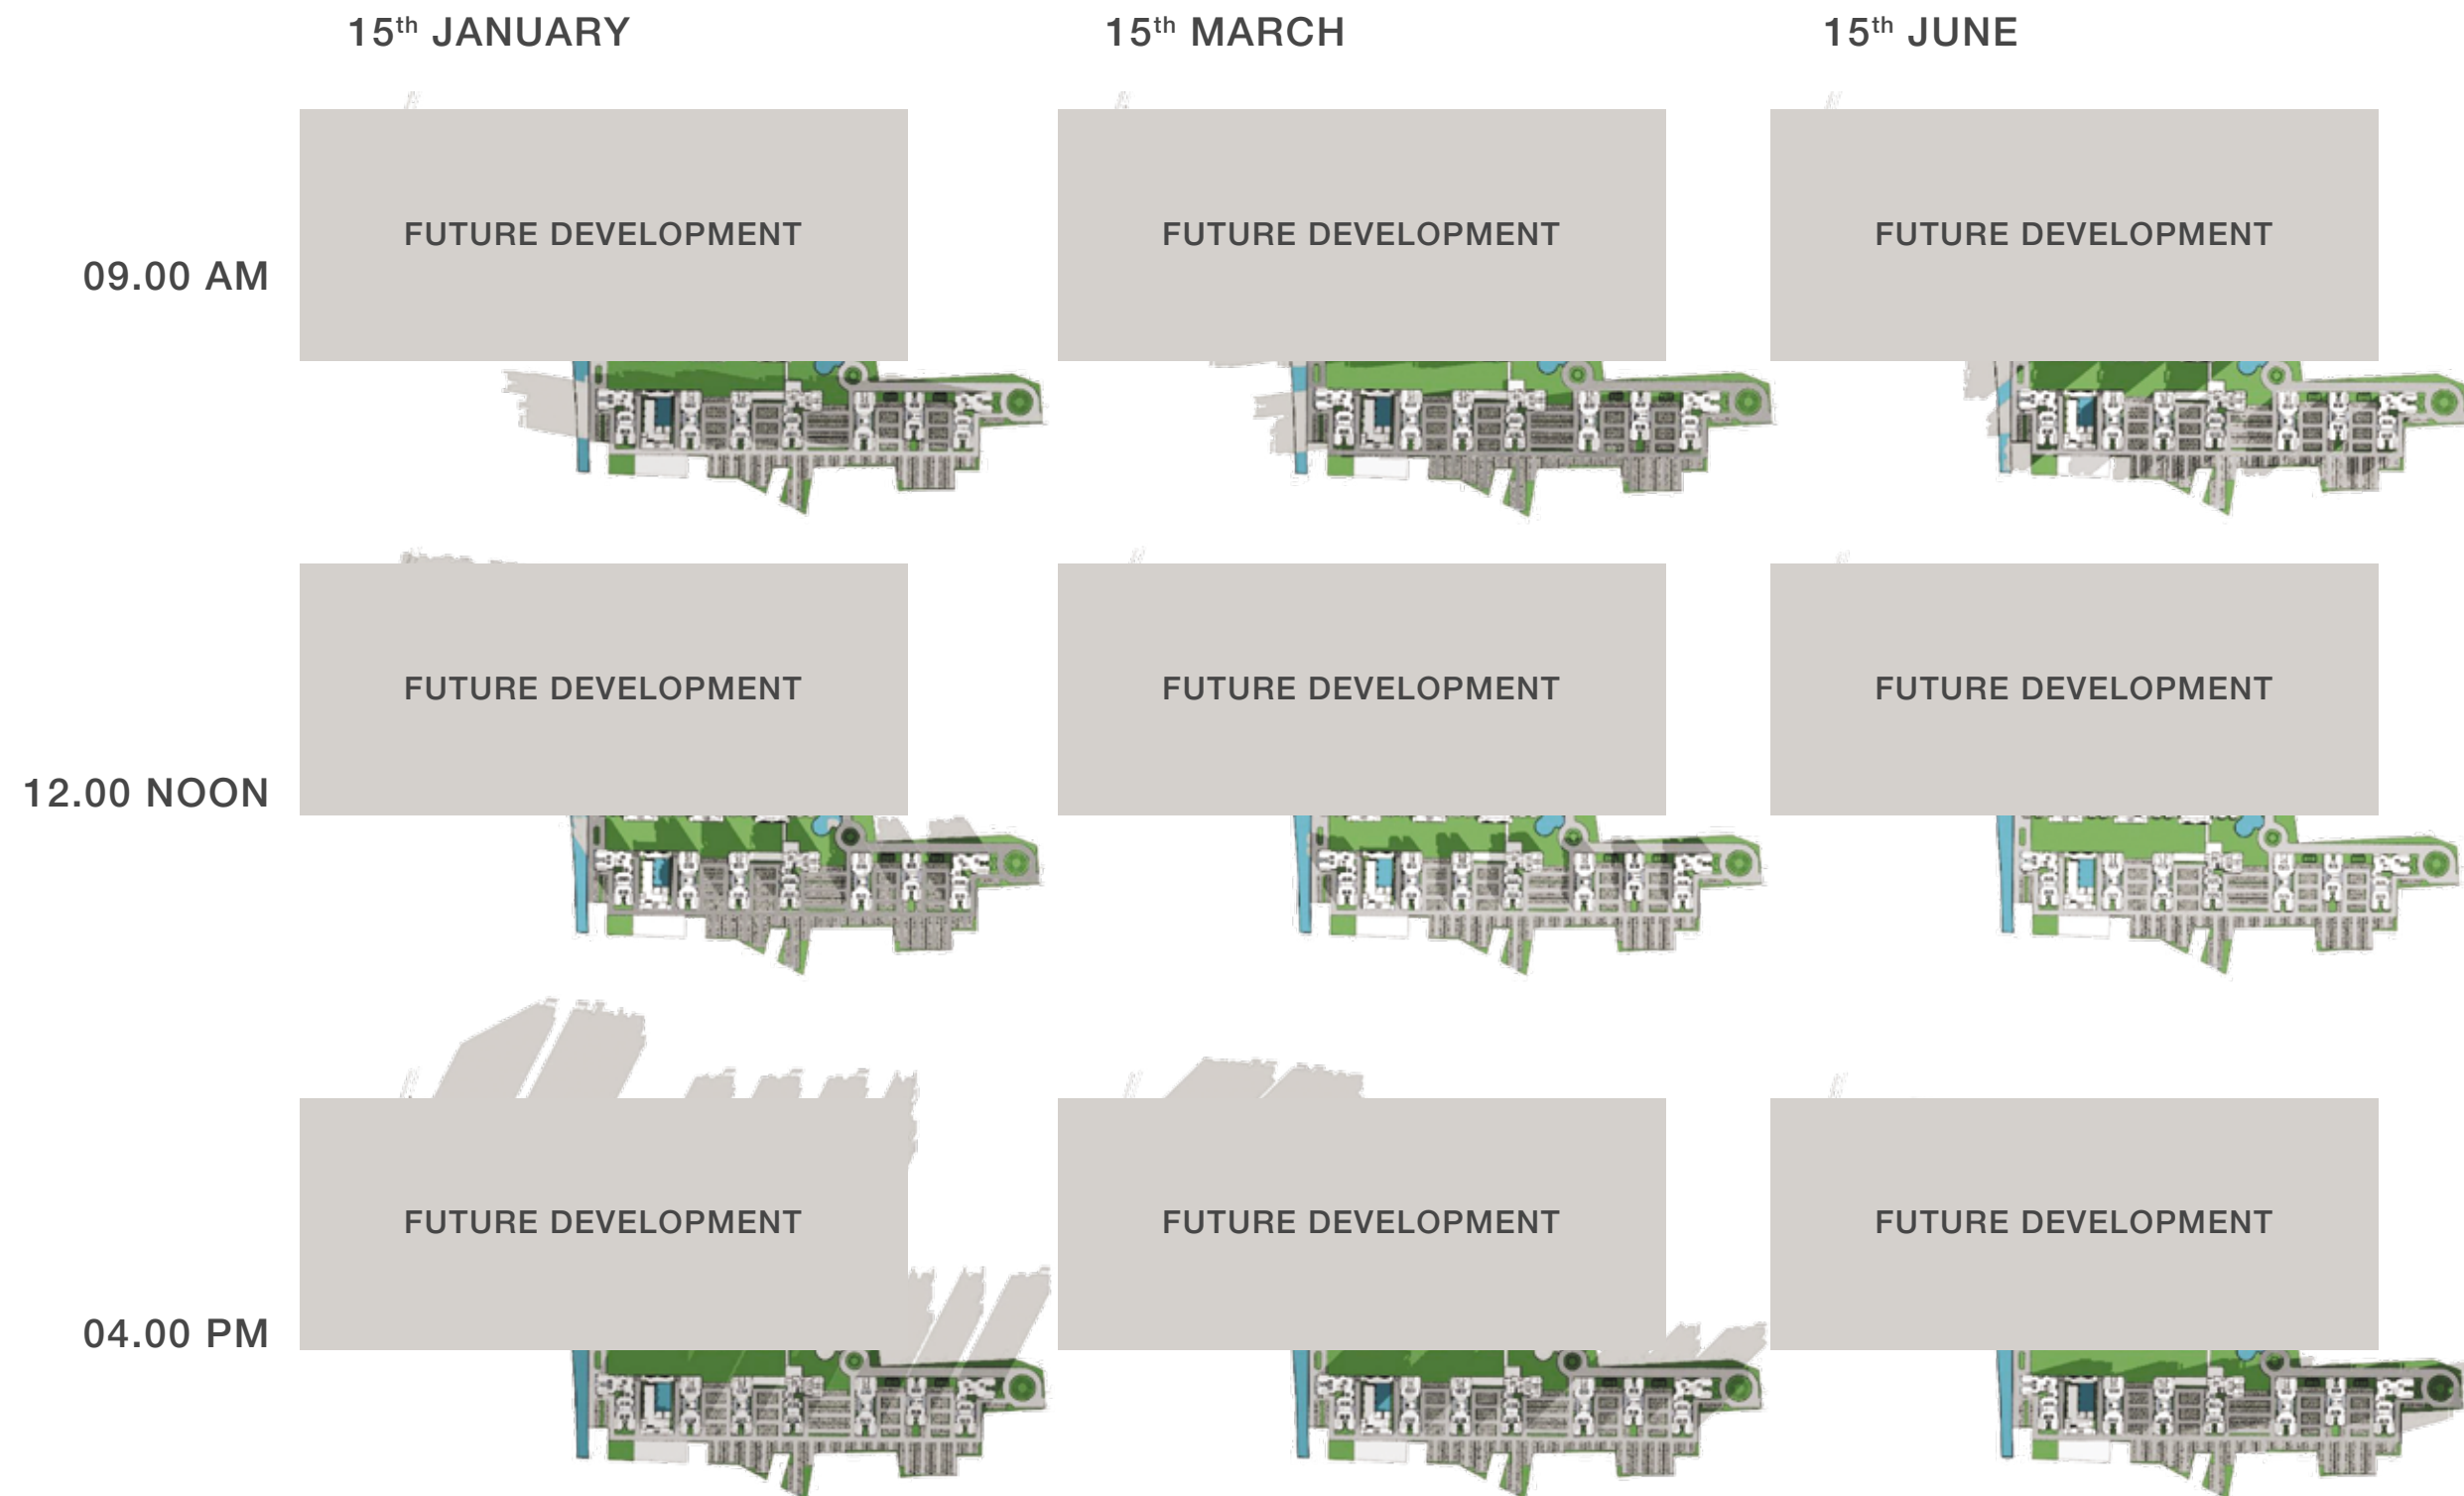 15th JANUARY 15th MARCH 15th JUNE
FUTURE DEVELOPMENT FUTURE DEVELOPMENT FUTURE DEVELOPMENT
09.00 AM
FUTURE DEVELOPMENT FUTURE DEVELOPMENT FUTURE DEVELOPMENT
12.00 NOON
FUTURE DEVELOPMENT FUTURE DEVELOPMENT FUTURE DEVELOPMENT
04.00 PM